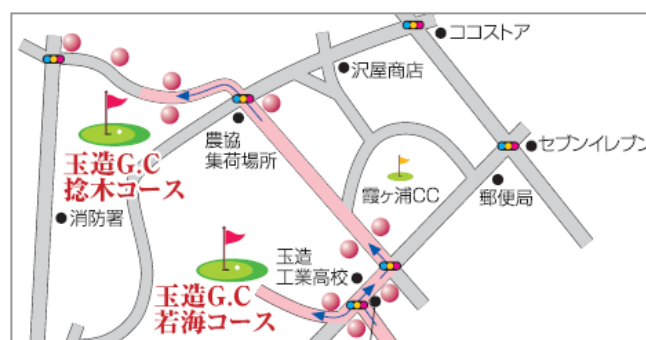 ココストア
沢屋商店
農協
集荷場所
セブンイレブン
玉造G.C
捻木コース
霞ヶ浦CC
郵便局
消防署
玉造
工業高校
玉造G.C
若海コース